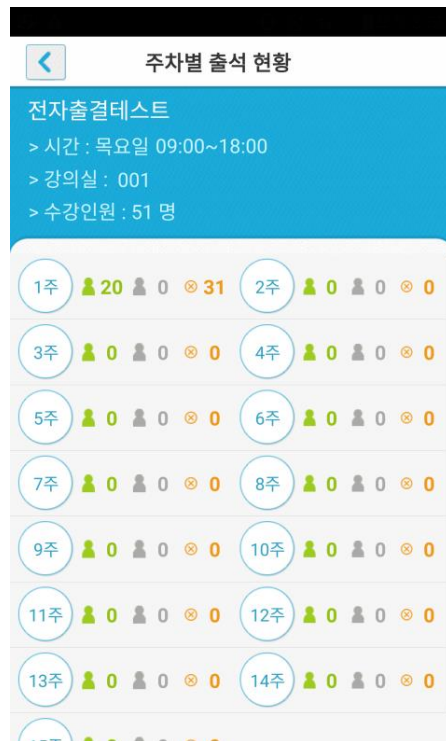 주차별 출석 현황
전자출결테스트
> 시간 : 목요일 09:00~18:00
> 강의실 : 001
> 수강인원 : 51 명
1주 20 0 31 2주 0 0 0
3주 0 0 0 4주 0 0 0
5주 0 0 0 6주 0 0 0
7주 0 0 0 8주 0 0 0
9주 0 0 0 10주 0 0 0
11주 0 0 0 12주 0 0 0
13주 0 0 0 14주 0 0 0